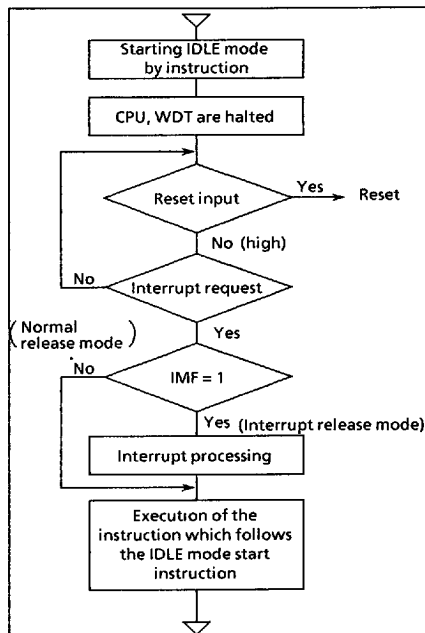 Starting IDLE mode
by instruction
CPU, WDT are halted
Reset input
Yes
Reset
No (high)
No
Interrupt request
(Normal
release mode)
Yes
No
IMF = 1
Yes (Interrupt release mode)
Interrupt processing
Execution of the
instruction which follows
the IDLE mode start
instruction